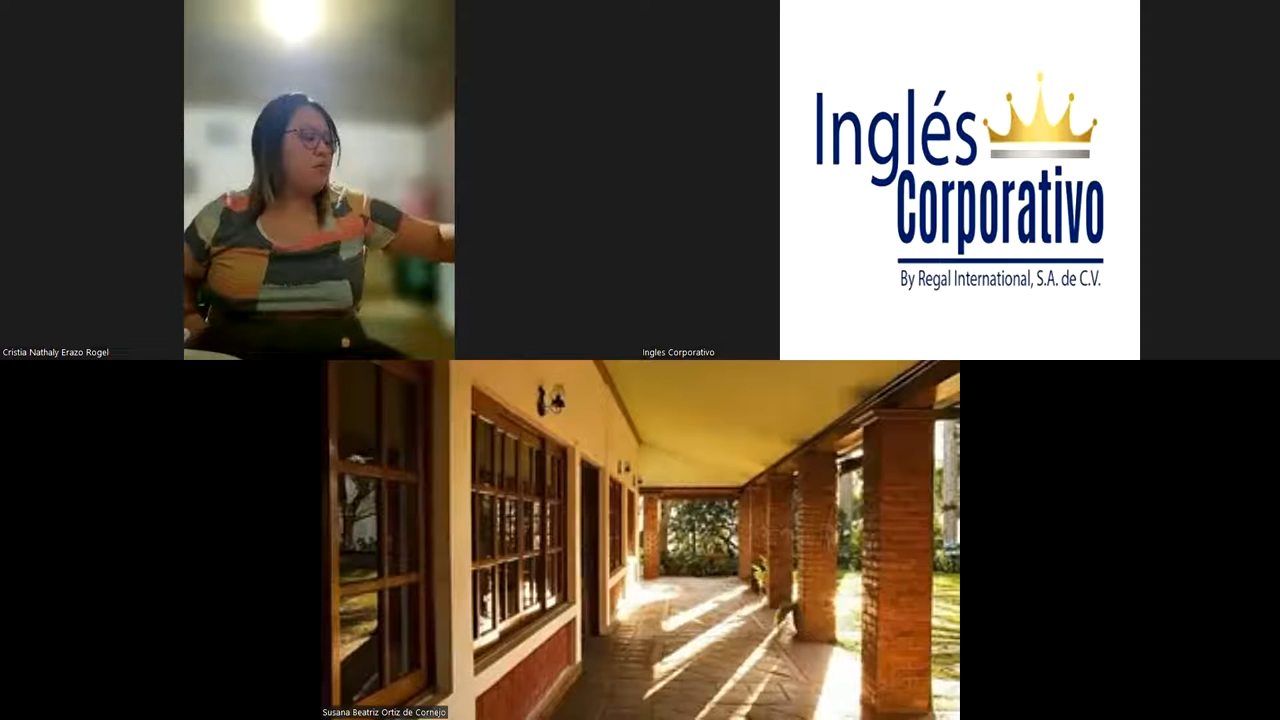 Inglés
Corporativo
By Regal International, S.A. de C.V.
Cristia Nathaly Erazo Rogel
Ingles Corporativo
Susana Beatriz Ortiz de Cornejo